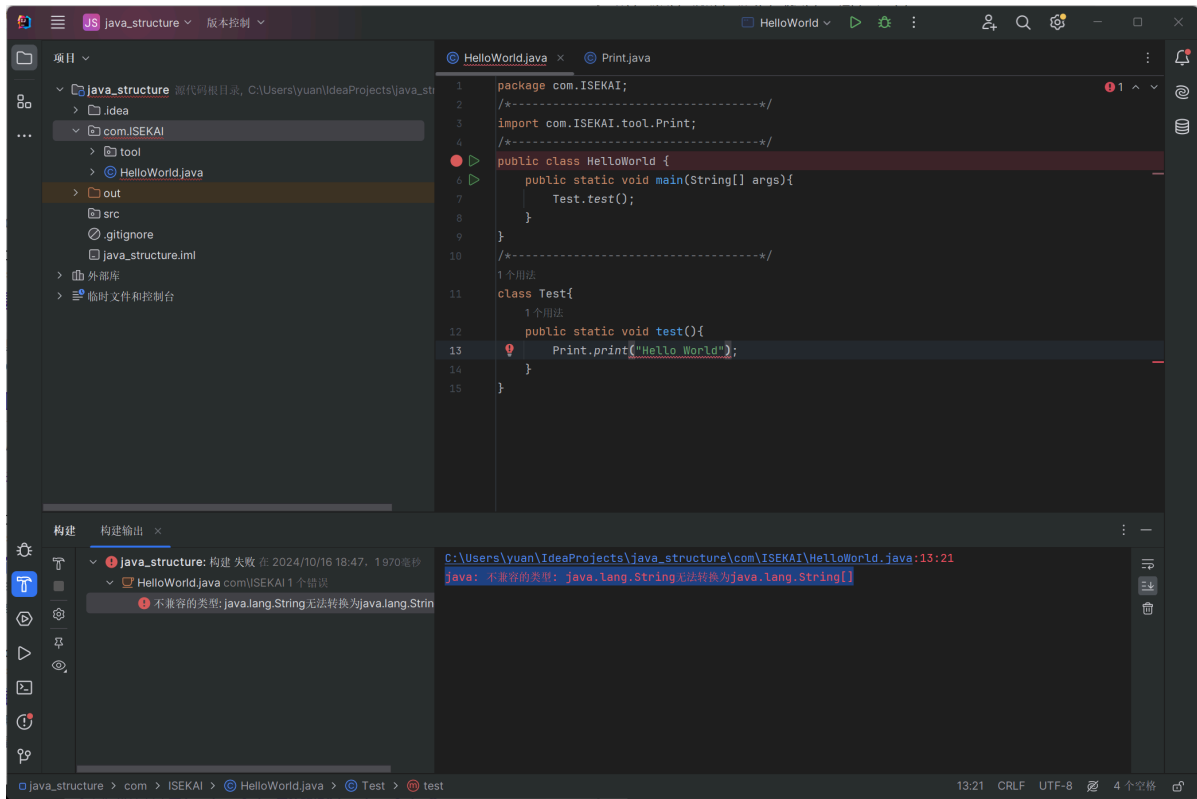 JS java_structure 版本控制 HelloWorld
项目
java_structure 源代码根目录, C:\Users\yuan\IdeaProjects\java_str
.idea
com.ISEKAI
tool
HelloWorld.java
out
src
.gitignore
java_structure.iml
外部库
临时文件和控制台
HelloWorld.java Print.java
1 package com.ISEKAI;
2 /*-----------------------------------*/
3 import com.ISEKAI.tool.Print;
4 /*-----------------------------------*/
public class HelloWorld {
6 public static void main(String[] args){
7 Test.test();
8 }
9 }
10 /*-----------------------------------*/
1 个用法
11 class Test{
1 个用法
12 public static void test(){
13 Print.print("Hello World");
14 }
15 }
1
构建 构建输出
java_structure: 构建 失败 在 2024/10/16 18:47, 1 970毫秒
HelloWorld.java com\ISEKAI 1 个错误
不兼容的类型: java.lang.String无法转换为java.lang.Strin
C:\Users\yuan\IdeaProjects\java_structure\com\ISEKAI\HelloWorld.java:13:21
java: 不兼容的类型: java.lang.String无法转换为java.lang.String[]
java_structure > com > ISEKAI > HelloWorld.java > Test > test
13:21 CRLF UTF-8 4 个空格